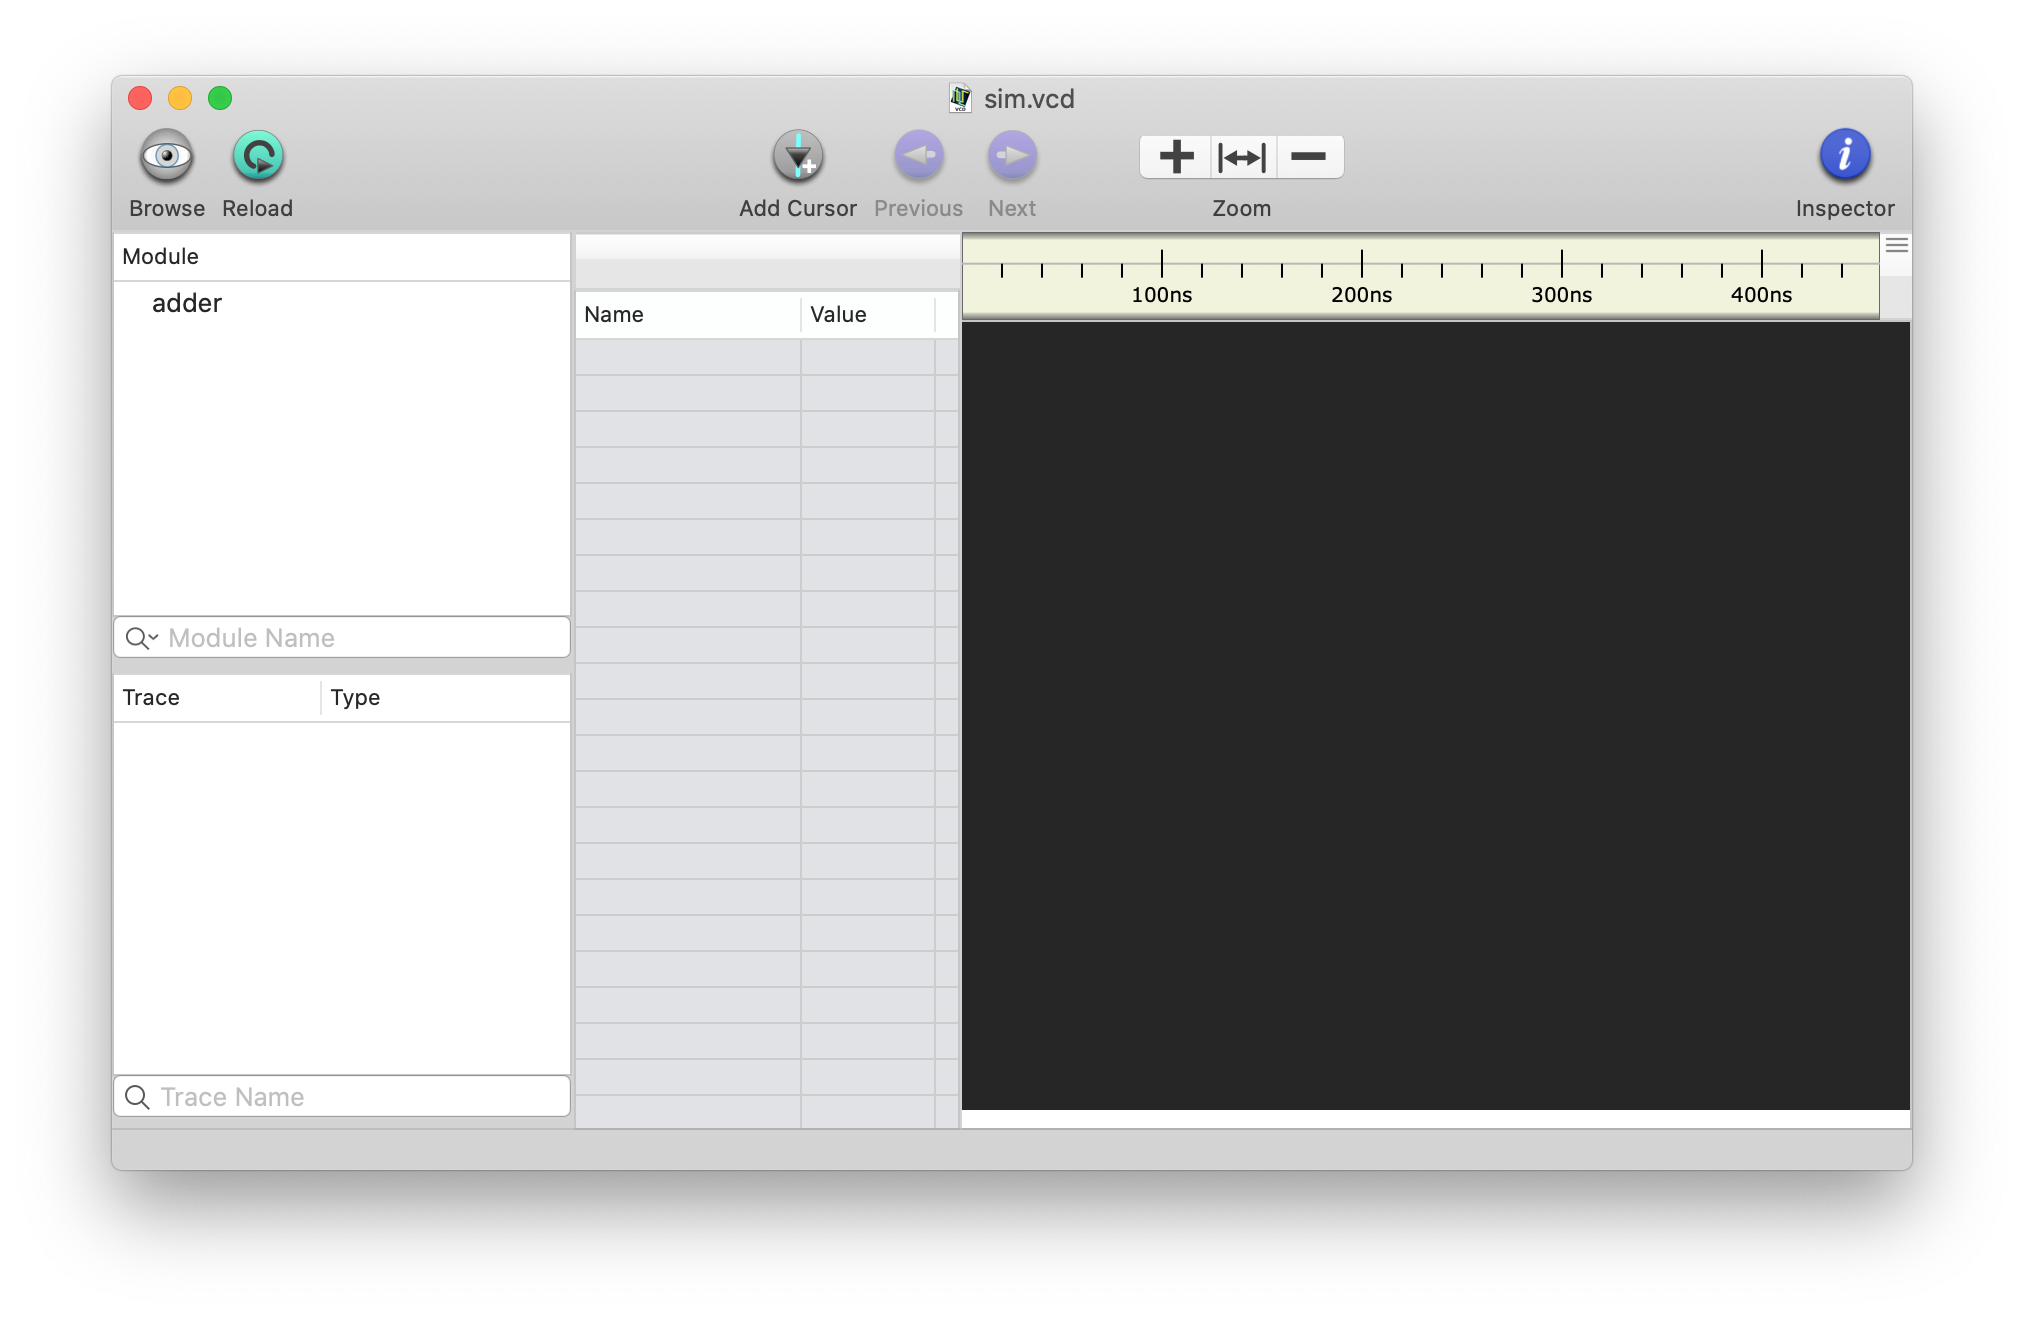 sim.vcd
Browse
Reload
Add Cursor
Previous
Next
Zoom
Inspector
Module
adder
Module Name
Trace
Type
Trace Name
Name
Value
100ns
200ns
300ns
400ns